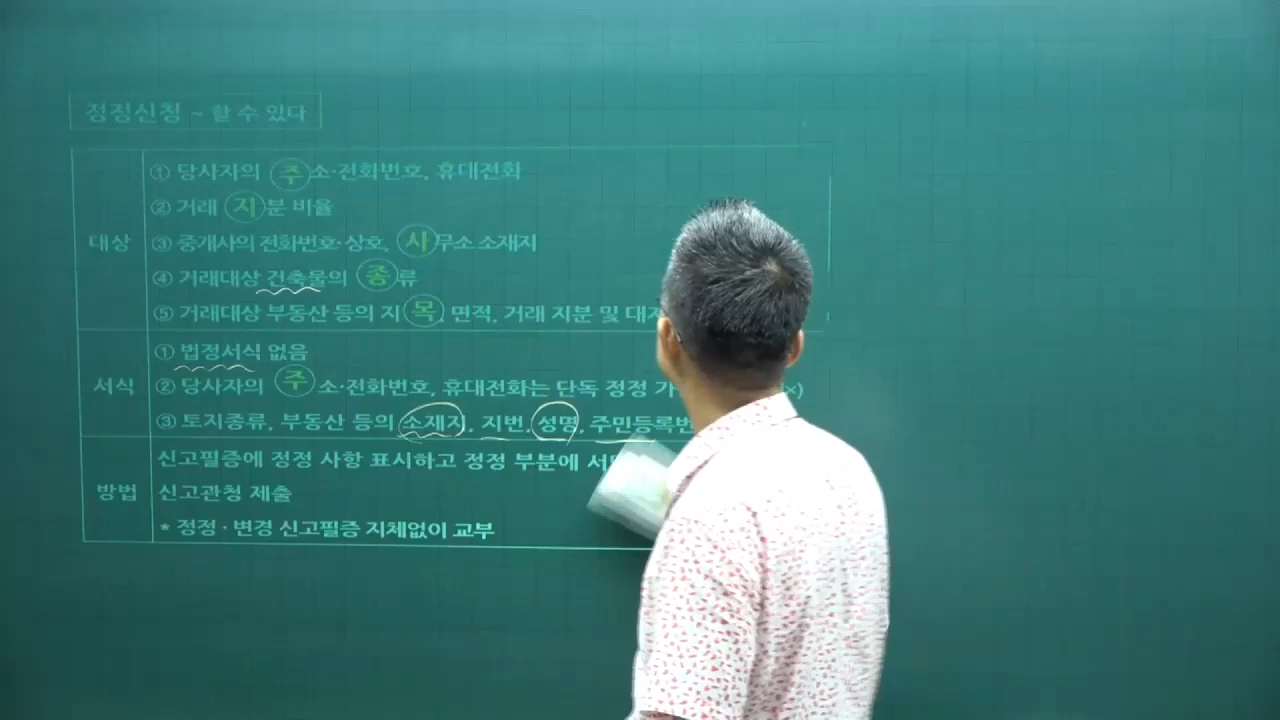 정정신청 ~ 할 수 있다
대상
① 당사자의 주소·전화번호, 휴대전화
② 거래 지분 비율
③ 중개사의 전화번호·상호, 사무소 소재지
④ 거래대상 건축물의 종류
⑤ 거래대상 부동산 등의 지목, 면적, 거래 지분 및 대지
서식
① 법정서식 없음
② 당사자의 주소·전화번호, 휴대전화는 단독 정정 가
③ 토지종류, 부동산 등의 소재지, 지번, 성명, 주민등록번
방법
신고필증에 정정 사항 표시하고 정정 부분에 서
신고관청 제출
* 정정·변경 신고필증 지체없이 교부